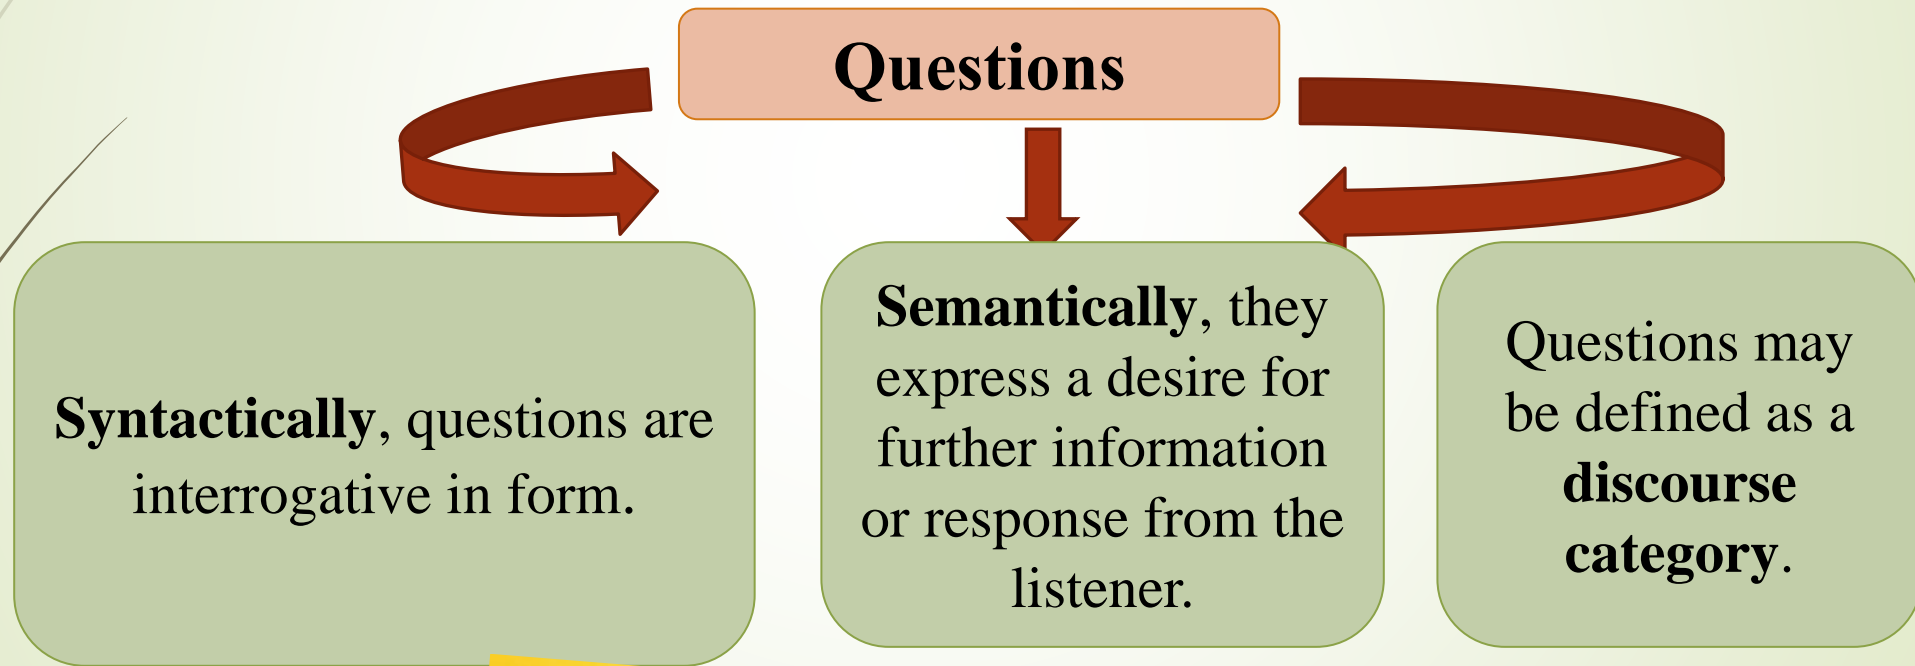 Questions
Syntactically, questions are
interrogative in form.
Semantically, they
express a desire for
further information
or response from the
listener.
Questions may
be defined as a
discourse
category.